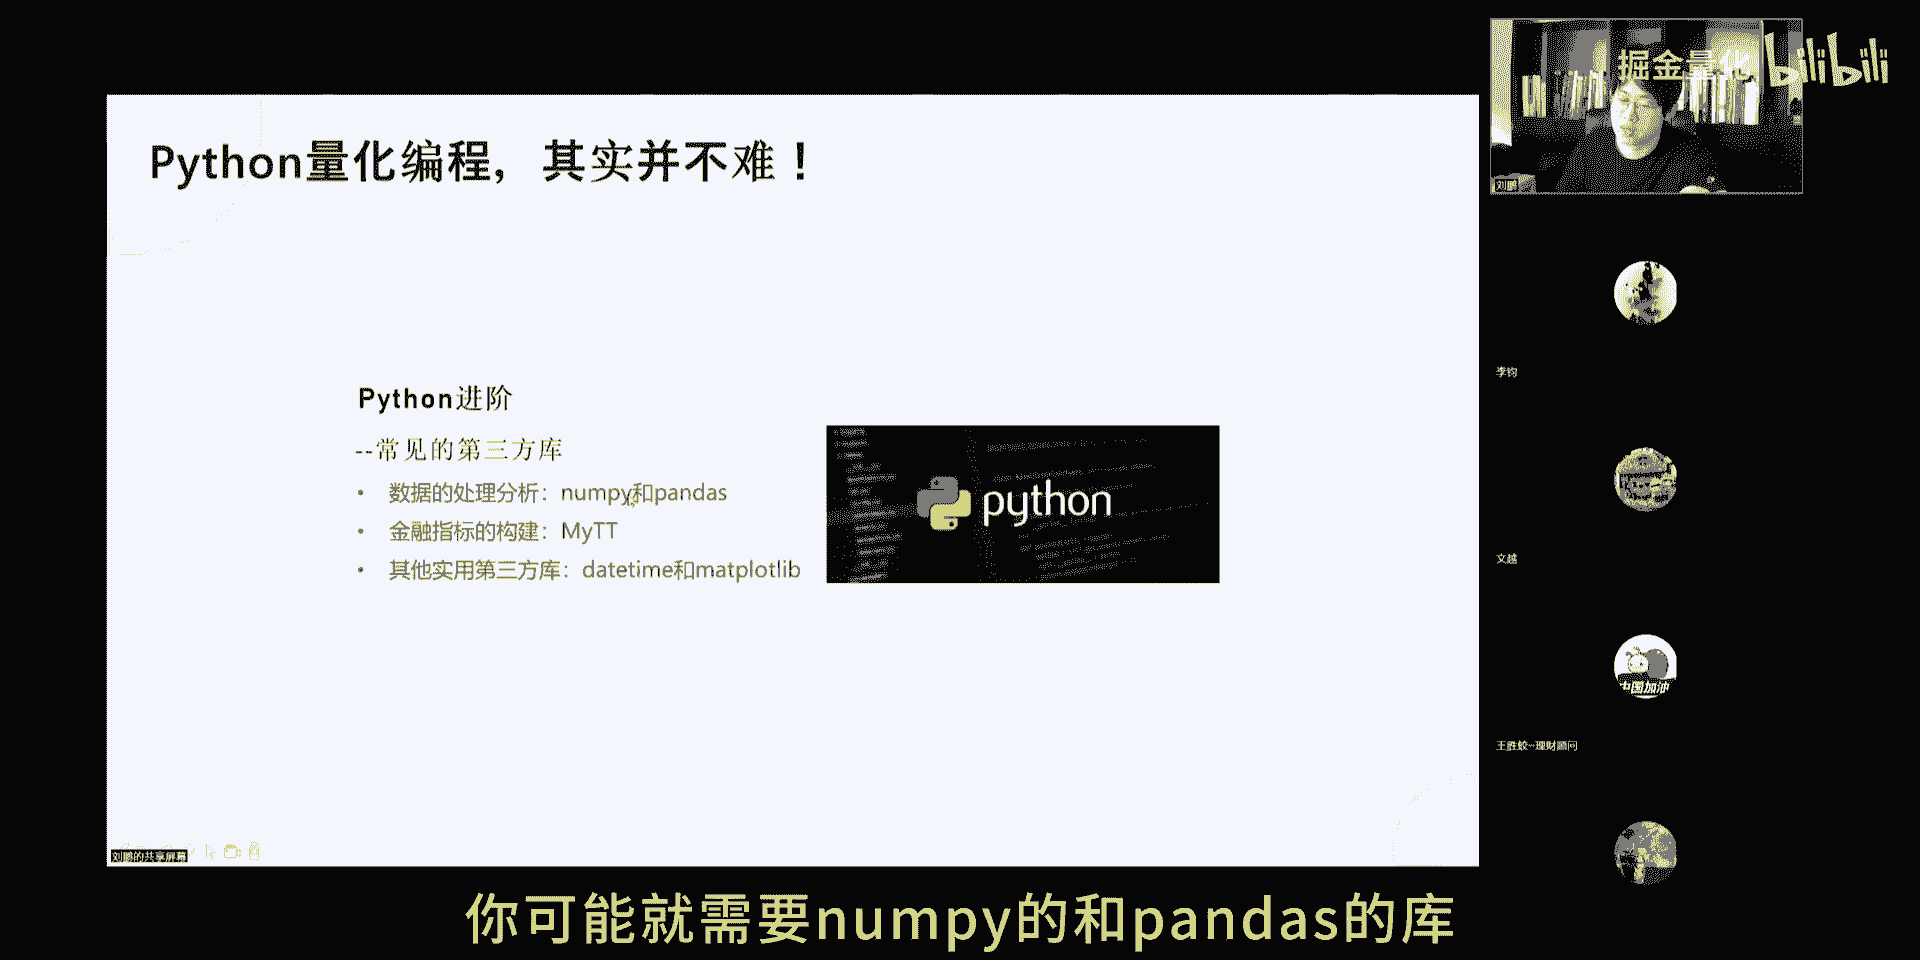 掘金量化 bilibili
Python量化编程，其实并不难！
刘鹏
李钧
Python进阶
--常见的第三方库
• 数据的处理分析：numpy和pandas
• 金融指标的构建：MyTT
• 其他实用第三方库：datetime和matplotlib
python
文越
中国加油
王胜蛟--理财顾问
刘鹏的共享屏幕
你可能就需要numpy的和pandas的库